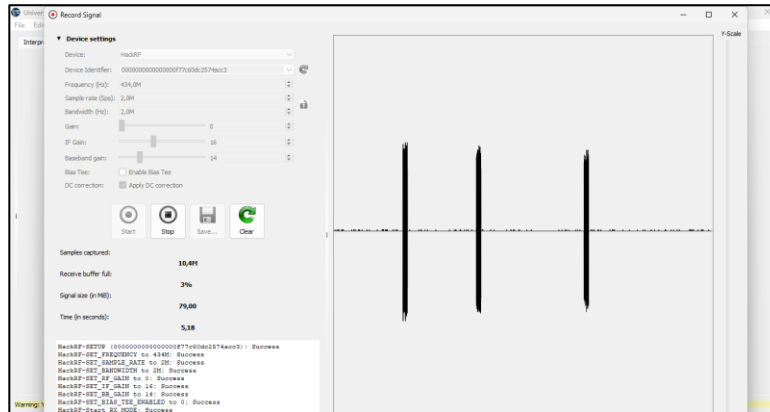 Univer
Record Signal
File Edi
Interpr
Device settings
Y-Scale
Device: HackRF
Device Identifier: 0000000000000000f77c60dc2574acc3
Frequency (Hz): 434,0M
Sample rate (Sps): 2,0M
Bandwidth (Hz): 2,0M
Gain: 0
IF Gain: 16
Baseband gain: 14
Bias Tee: Enable Bias Tee
DC correction: Apply DC correction
Start Stop Save... Clear
Samples captured:
10,4M
Receive buffer full:
3%
Signal size (in MiB):
79,00
Time (in seconds):
5,18
HackRF-SETUP (0000000000000000f77c60dc2574acc3): Success
HackRF-SET_FREQUENCY to 434M: Success
HackRF-SET_SAMPLE_RATE to 2M: Success
HackRF-SET_BANDWIDTH to 2M: Success
HackRF-SET_RF_GAIN to 0: Success
HackRF-SET_IF_GAIN to 16: Success
HackRF-SET_BB_GAIN to 14: Success
HackRF-SET_BIAS_TEE_ENABLED to 0: Success
HackRF-Start RX MODE: Success
Warning: